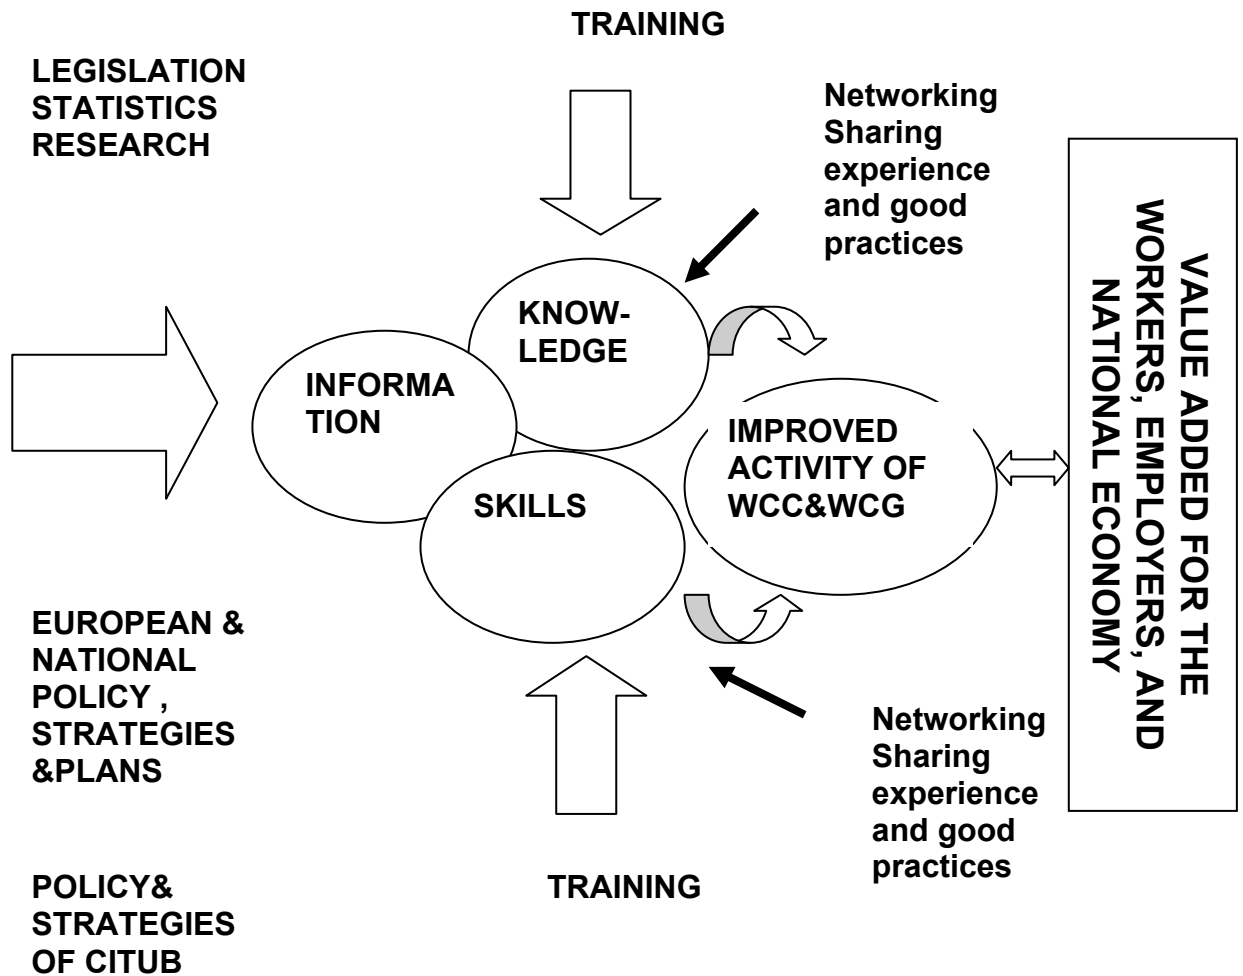 TRAINING
LEGISLATION
STATISTICS
RESEARCH
Networking
Sharing
experience
and good
practices
KNOW-
LEDGE
INFORMA
TION
SKILLS
IMPROVED
ACTIVITY OF
WCC&WCG
VALUE ADDED FOR THE
WORKERS, EMPLOYERS, AND
NATIONAL ECONOMY
EUROPEAN &
NATIONAL
POLICY ,
STRATEGIES
&PLANS
Networking
Sharing
experience
and good
practices
POLICY&
STRATEGIES
OF CITUB
TRAINING